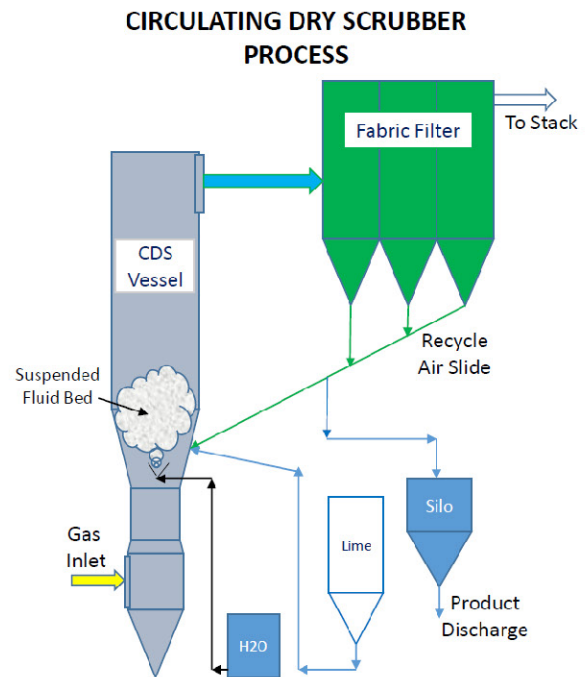 CIRCULATING DRY SCRUBBER
PROCESS
Fabric Filter
To Stack
CDS
Vessel
Recycle
Air Slide
Suspended
Fluid Bed
Gas
Inlet
Lime
Silo
H2O
Product
Discharge